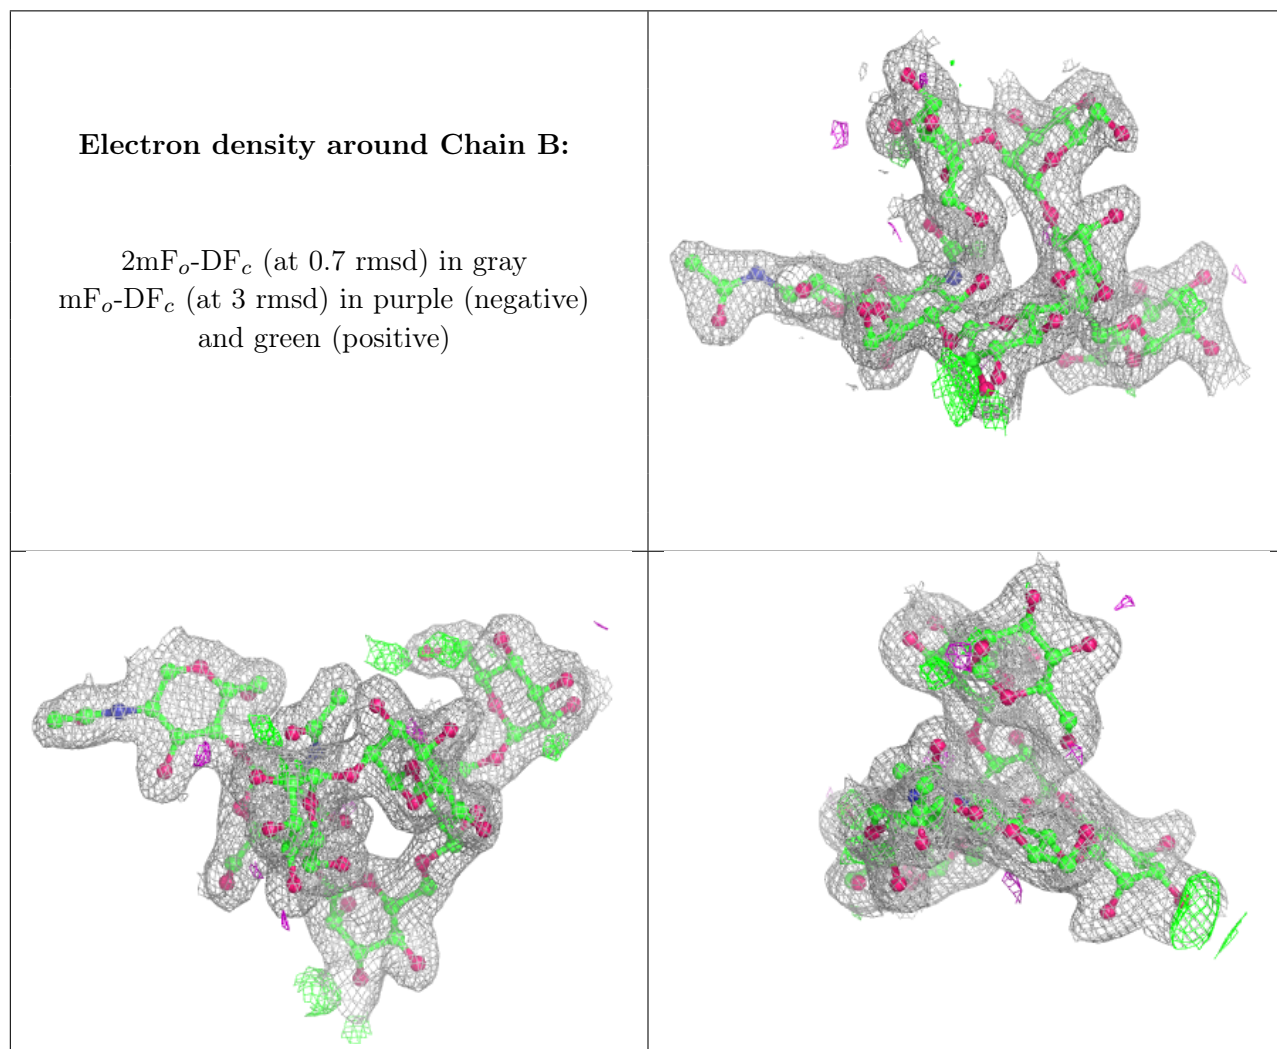 Electron density around Chain B:
2mFo-DFc (at 0.7 rmsd) in gray
mFo-DFc (at 3 rmsd) in purple (negative)
and green (positive)